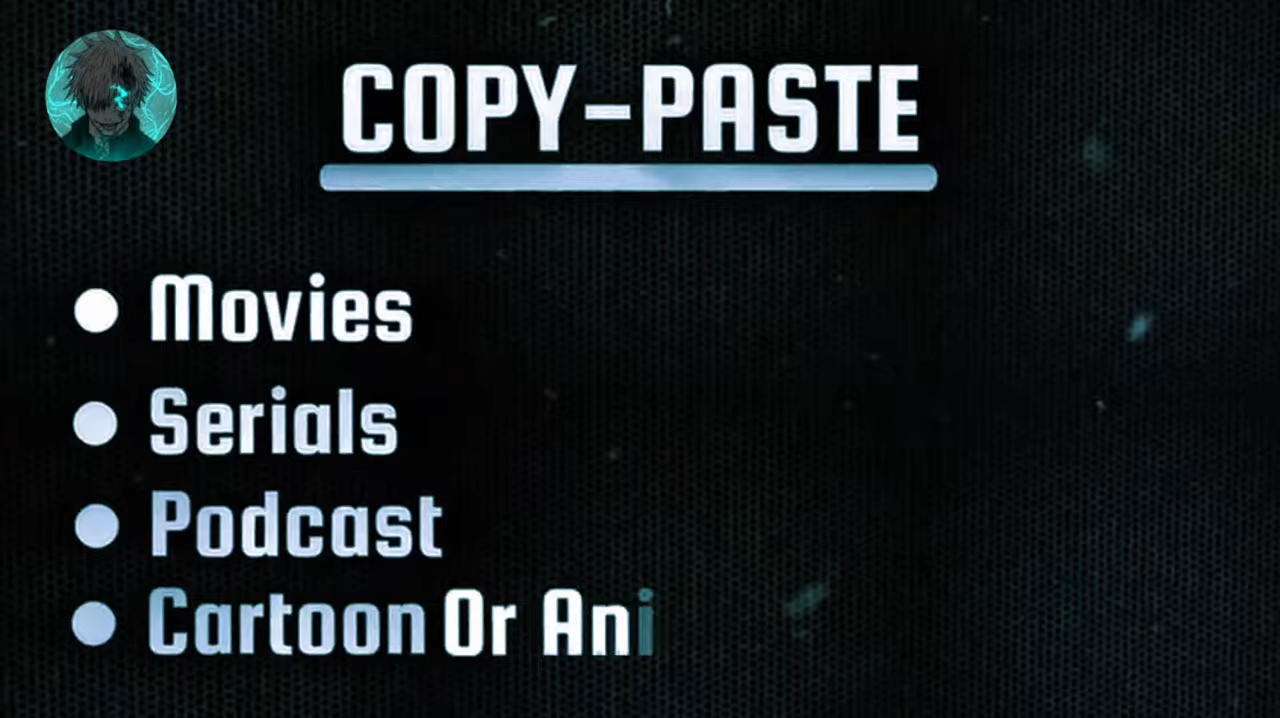 COPY-PASTE
• Movies
• Serials
• Podcast
• Cartoon Or Ani